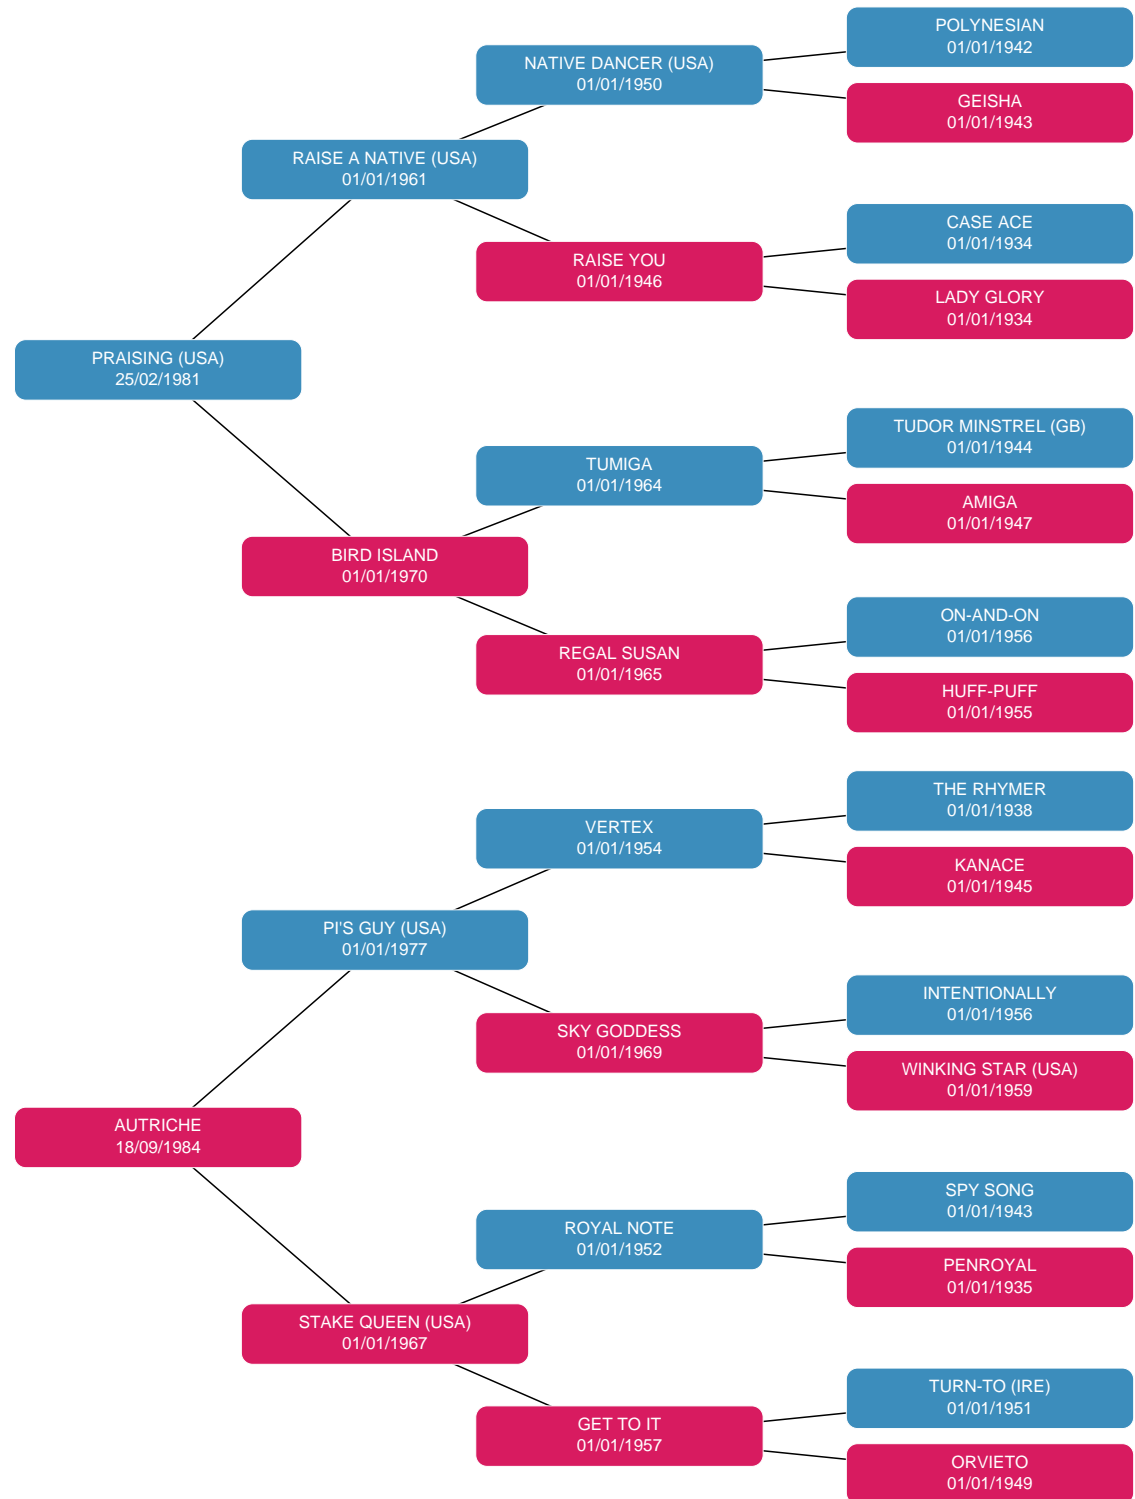 POLYNESIAN
01/01/1942
NATIVE DANCER (USA)
01/01/1950
GEISHA
01/01/1943
RAISE A NATIVE (USA)
01/01/1961
CASE ACE
01/01/1934
RAISE YOU
01/01/1946
LADY GLORY
01/01/1934
PRAISING (USA)
25/02/1981
TUDOR MINSTREL (GB)
01/01/1944
TUMIGA
01/01/1964
AMIGA
01/01/1947
BIRD ISLAND
01/01/1970
ON-AND-ON
01/01/1956
REGAL SUSAN
01/01/1965
HUFF-PUFF
01/01/1955
THE RHYMER
01/01/1938
VERTEX
01/01/1954
KANACE
01/01/1945
PI'S GUY (USA)
01/01/1977
INTENTIONALLY
01/01/1956
SKY GODDESS
01/01/1969
WINKING STAR (USA)
01/01/1959
AUTRICHE
18/09/1984
SPY SONG
01/01/1943
ROYAL NOTE
01/01/1952
PENROYAL
01/01/1935
STAKE QUEEN (USA)
01/01/1967
TURN-TO (IRE)
01/01/1951
GET TO IT
01/01/1957
ORVIETO
01/01/1949